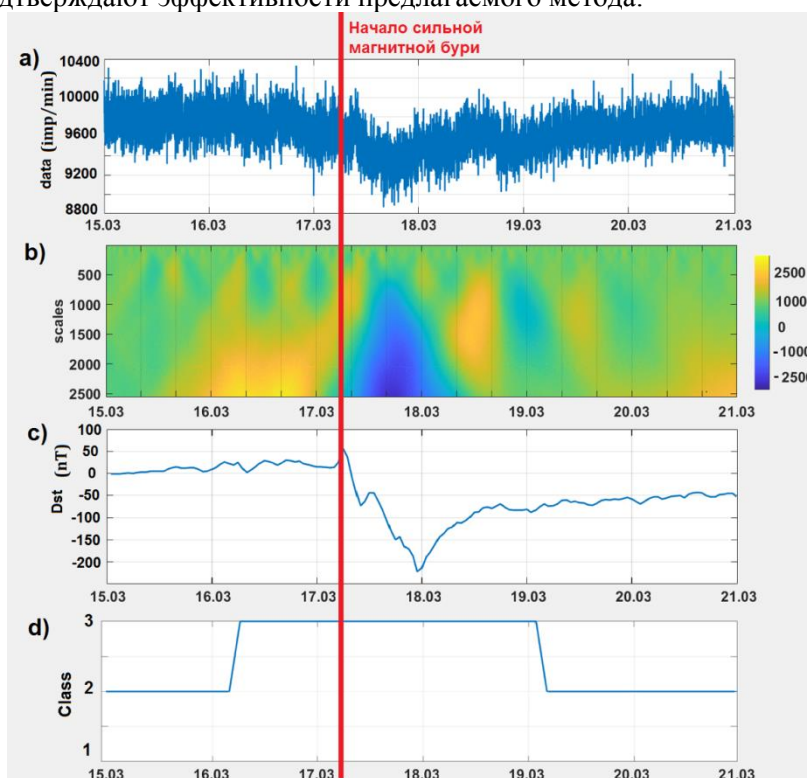 дтверждают эффективности предлагаемого метода.
Начало сильной
магнитной бури
a)
data (imp/min)
10400
10000
9600
9200
8800
15.03 16.03 17.03 18.03 19.03 20.03 21.03
b)
scales
500
1000
1500
2000
2500
2500
1000
0
-1000
-2500
15.03 16.03 17.03 18.03 19.03 20.03 21.03
c)
Dst (nT)
100
50
0
-50
-100
-150
-200
15.03 16.03 17.03 18.03 19.03 20.03 21.03
d)
Class
3
2
1
15.03 16.03 17.03 18.03 19.03 20.03 21.03